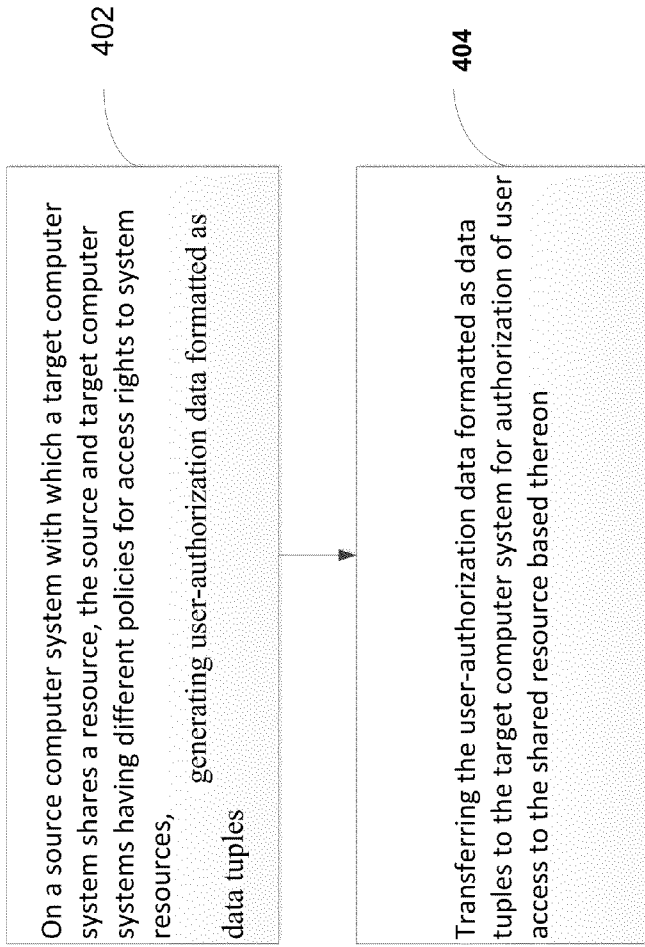 On a source computer system with which a target computer
system shares a resource, the source and target computer
systems having different policies for access rights to system
resources,
generating user-authorization data formatted as
data tuples
402
Transferring the user-authorization data formatted as data
tuples to the target computer system for authorization of user
access to the shared resource based thereon
404